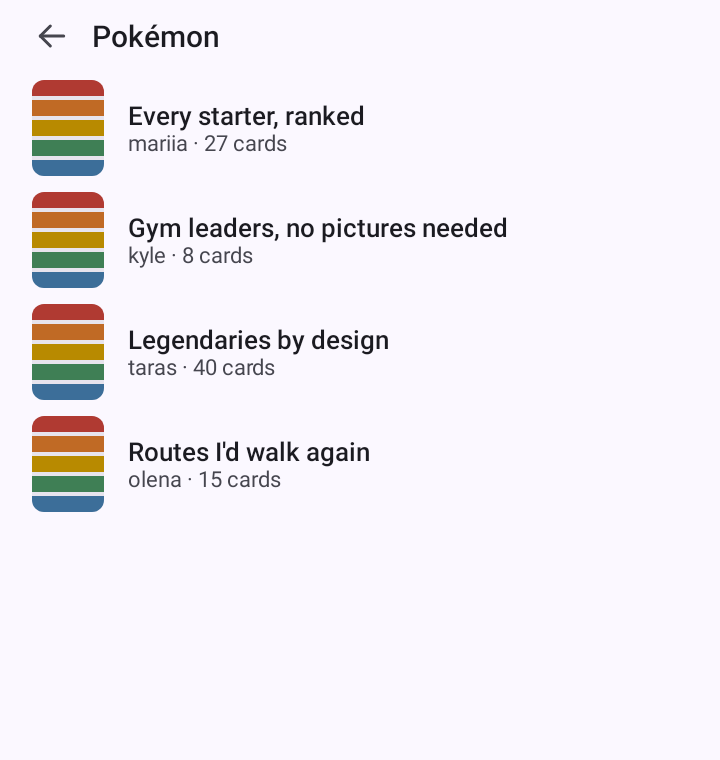 Pokémon
Every starter, ranked
mariia · 27 cards
Gym leaders, no pictures needed
kyle · 8 cards
Legendaries by design
taras · 40 cards
Routes I'd walk again
olena · 15 cards